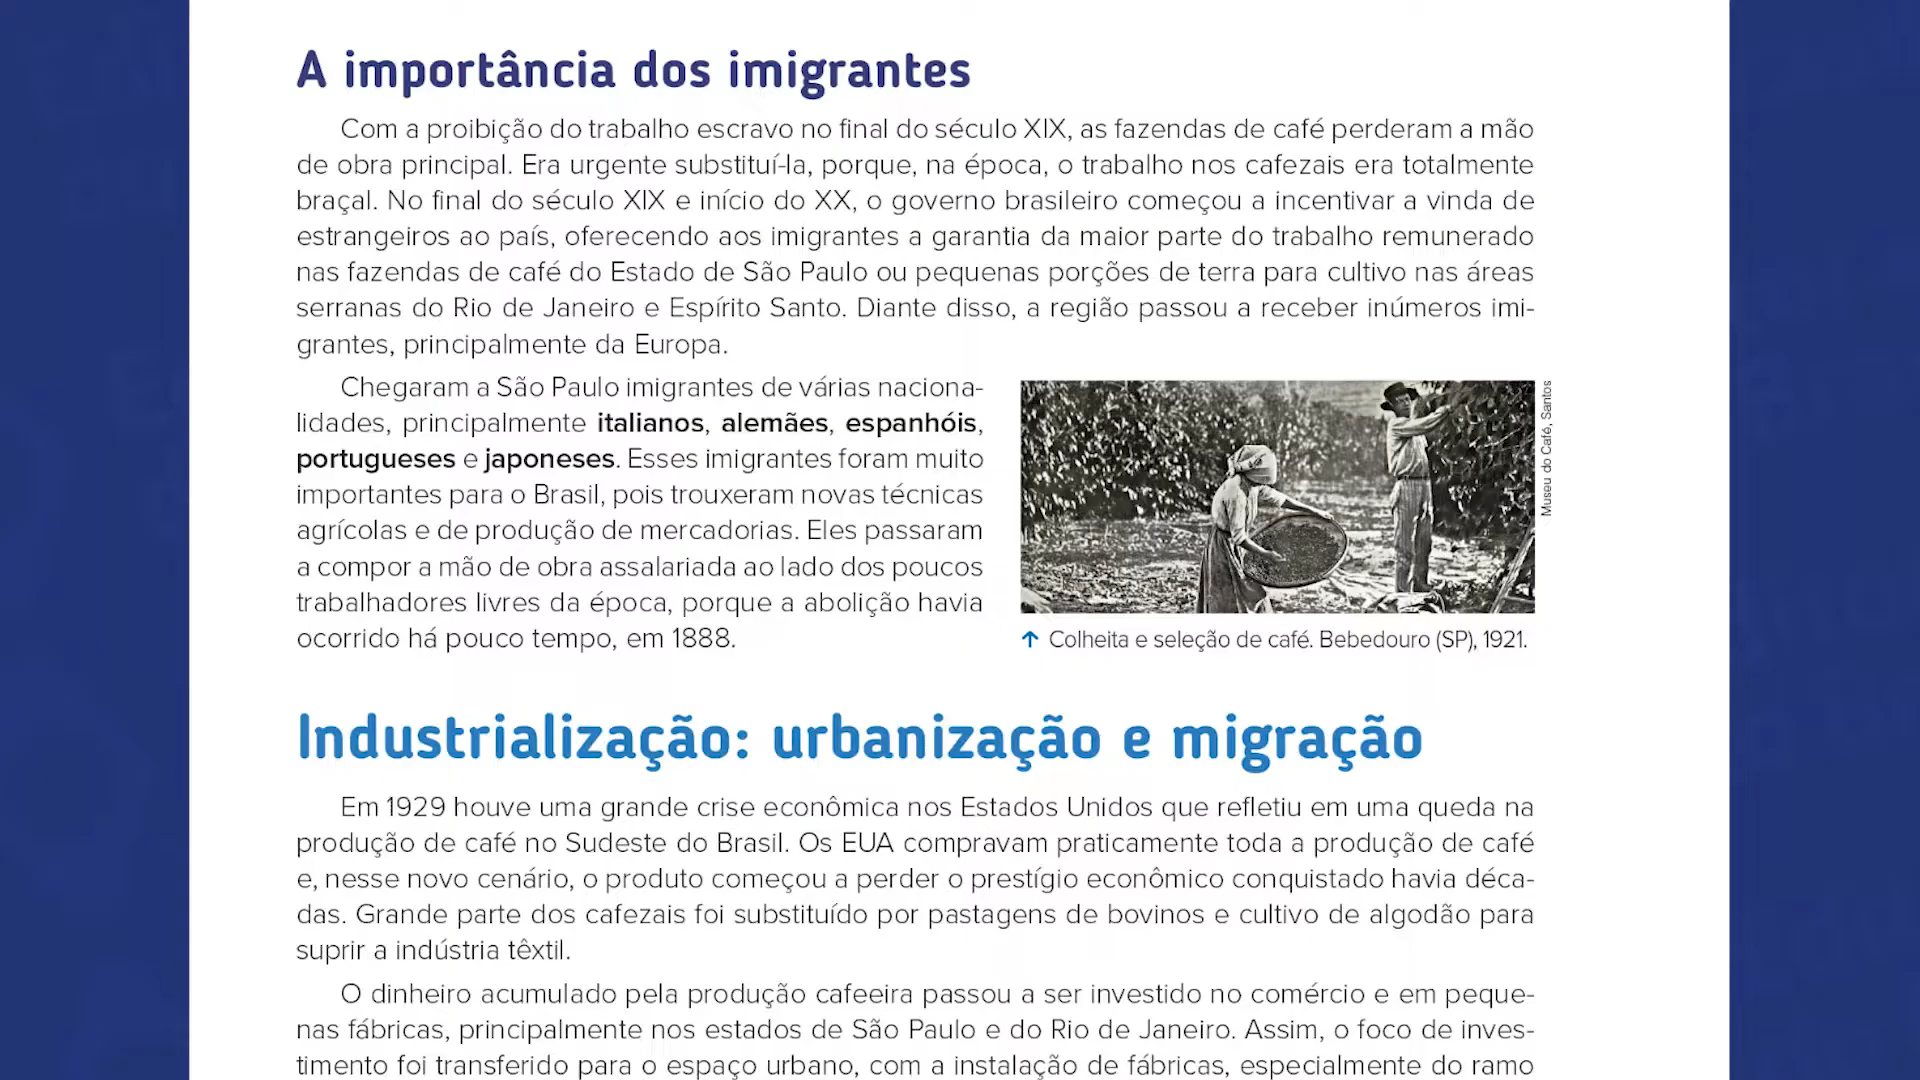 A importância dos imigrantes
Com a proibição do trabalho escravo no final do século XIX, as fazendas de café perderam a mão
de obra principal. Era urgente substituí-la, porque, na época, o trabalho nos cafezais era totalmente
braçal. No final do século XIX e início do XX, o governo brasileiro começou a incentivar a vinda de
estrangeiros ao país, oferecendo aos imigrantes a garantia da maior parte do trabalho remunerado
nas fazendas de café do Estado de São Paulo ou pequenas porções de terra para cultivo nas áreas
serranas do Rio de Janeiro e Espírito Santo. Diante disso, a região passou a receber inúmeros imi-
grantes, principalmente da Europa.
Chegaram a São Paulo imigrantes de várias naciona-
lidades, principalmente italianos, alemães, espanhóis,
portugueses e japoneses. Esses imigrantes foram muito
importantes para o Brasil, pois trouxeram novas técnicas
agrícolas e de produção de mercadorias. Eles passaram
a compor a mão de obra assalariada ao lado dos poucos
trabalhadores livres da época, porque a abolição havia
ocorrido há pouco tempo, em 1888.
Museu do Café, Santos
↑ Colheita e seleção de café. Bebedouro (SP), 1921.
Industrialização: urbanização e migração
Em 1929 houve uma grande crise econômica nos Estados Unidos que refletiu em uma queda na
produção de café no Sudeste do Brasil. Os EUA compravam praticamente toda a produção de café
e, nesse novo cenário, o produto começou a perder o prestígio econômico conquistado havia déca-
das. Grande parte dos cafezais foi substituído por pastagens de bovinos e cultivo de algodão para
suprir a indústria têxtil.
O dinheiro acumulado pela produção cafeeira passou a ser investido no comércio e em peque-
nas fábricas, principalmente nos estados de São Paulo e do Rio de Janeiro. Assim, o foco de inves-
timento foi transferido para o espaço urbano, com a instalação de fábricas, especialmente do ramo